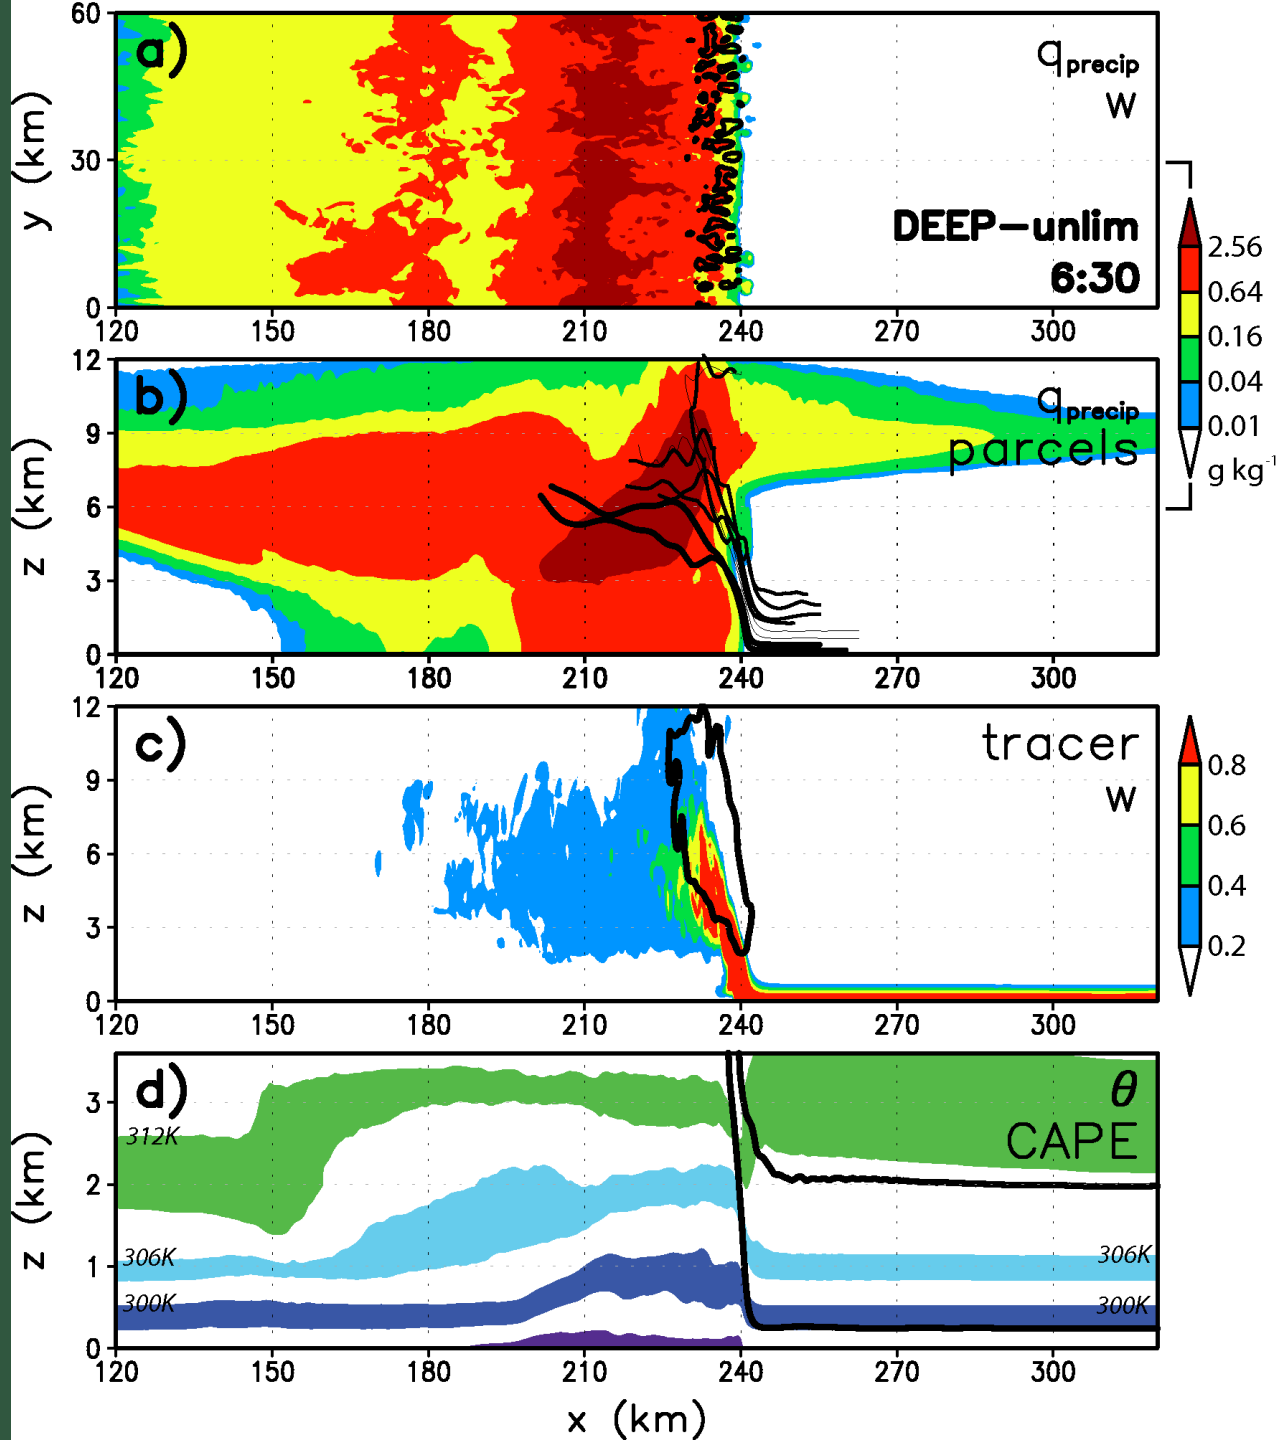 60
30
0
y (km)
a)
q precip
w
DEEP-unlim
6:30
120 150 180 210 240 270 300
2.56
0.64
0.16
0.04
0.01
g kg-1
12
9
6
3
0
z (km)
b)
q precip
parcels
120 150 180 210 240 270 300
12
9
6
3
0
z (km)
c)
tracer
w
120 150 180 210 240 270 300
0.8
0.6
0.4
0.2
3
2
1
0
z (km)
d)
θ
CAPE
312K
306K
300K
306K
300K
120 150 180 210 240 270 300
x (km)